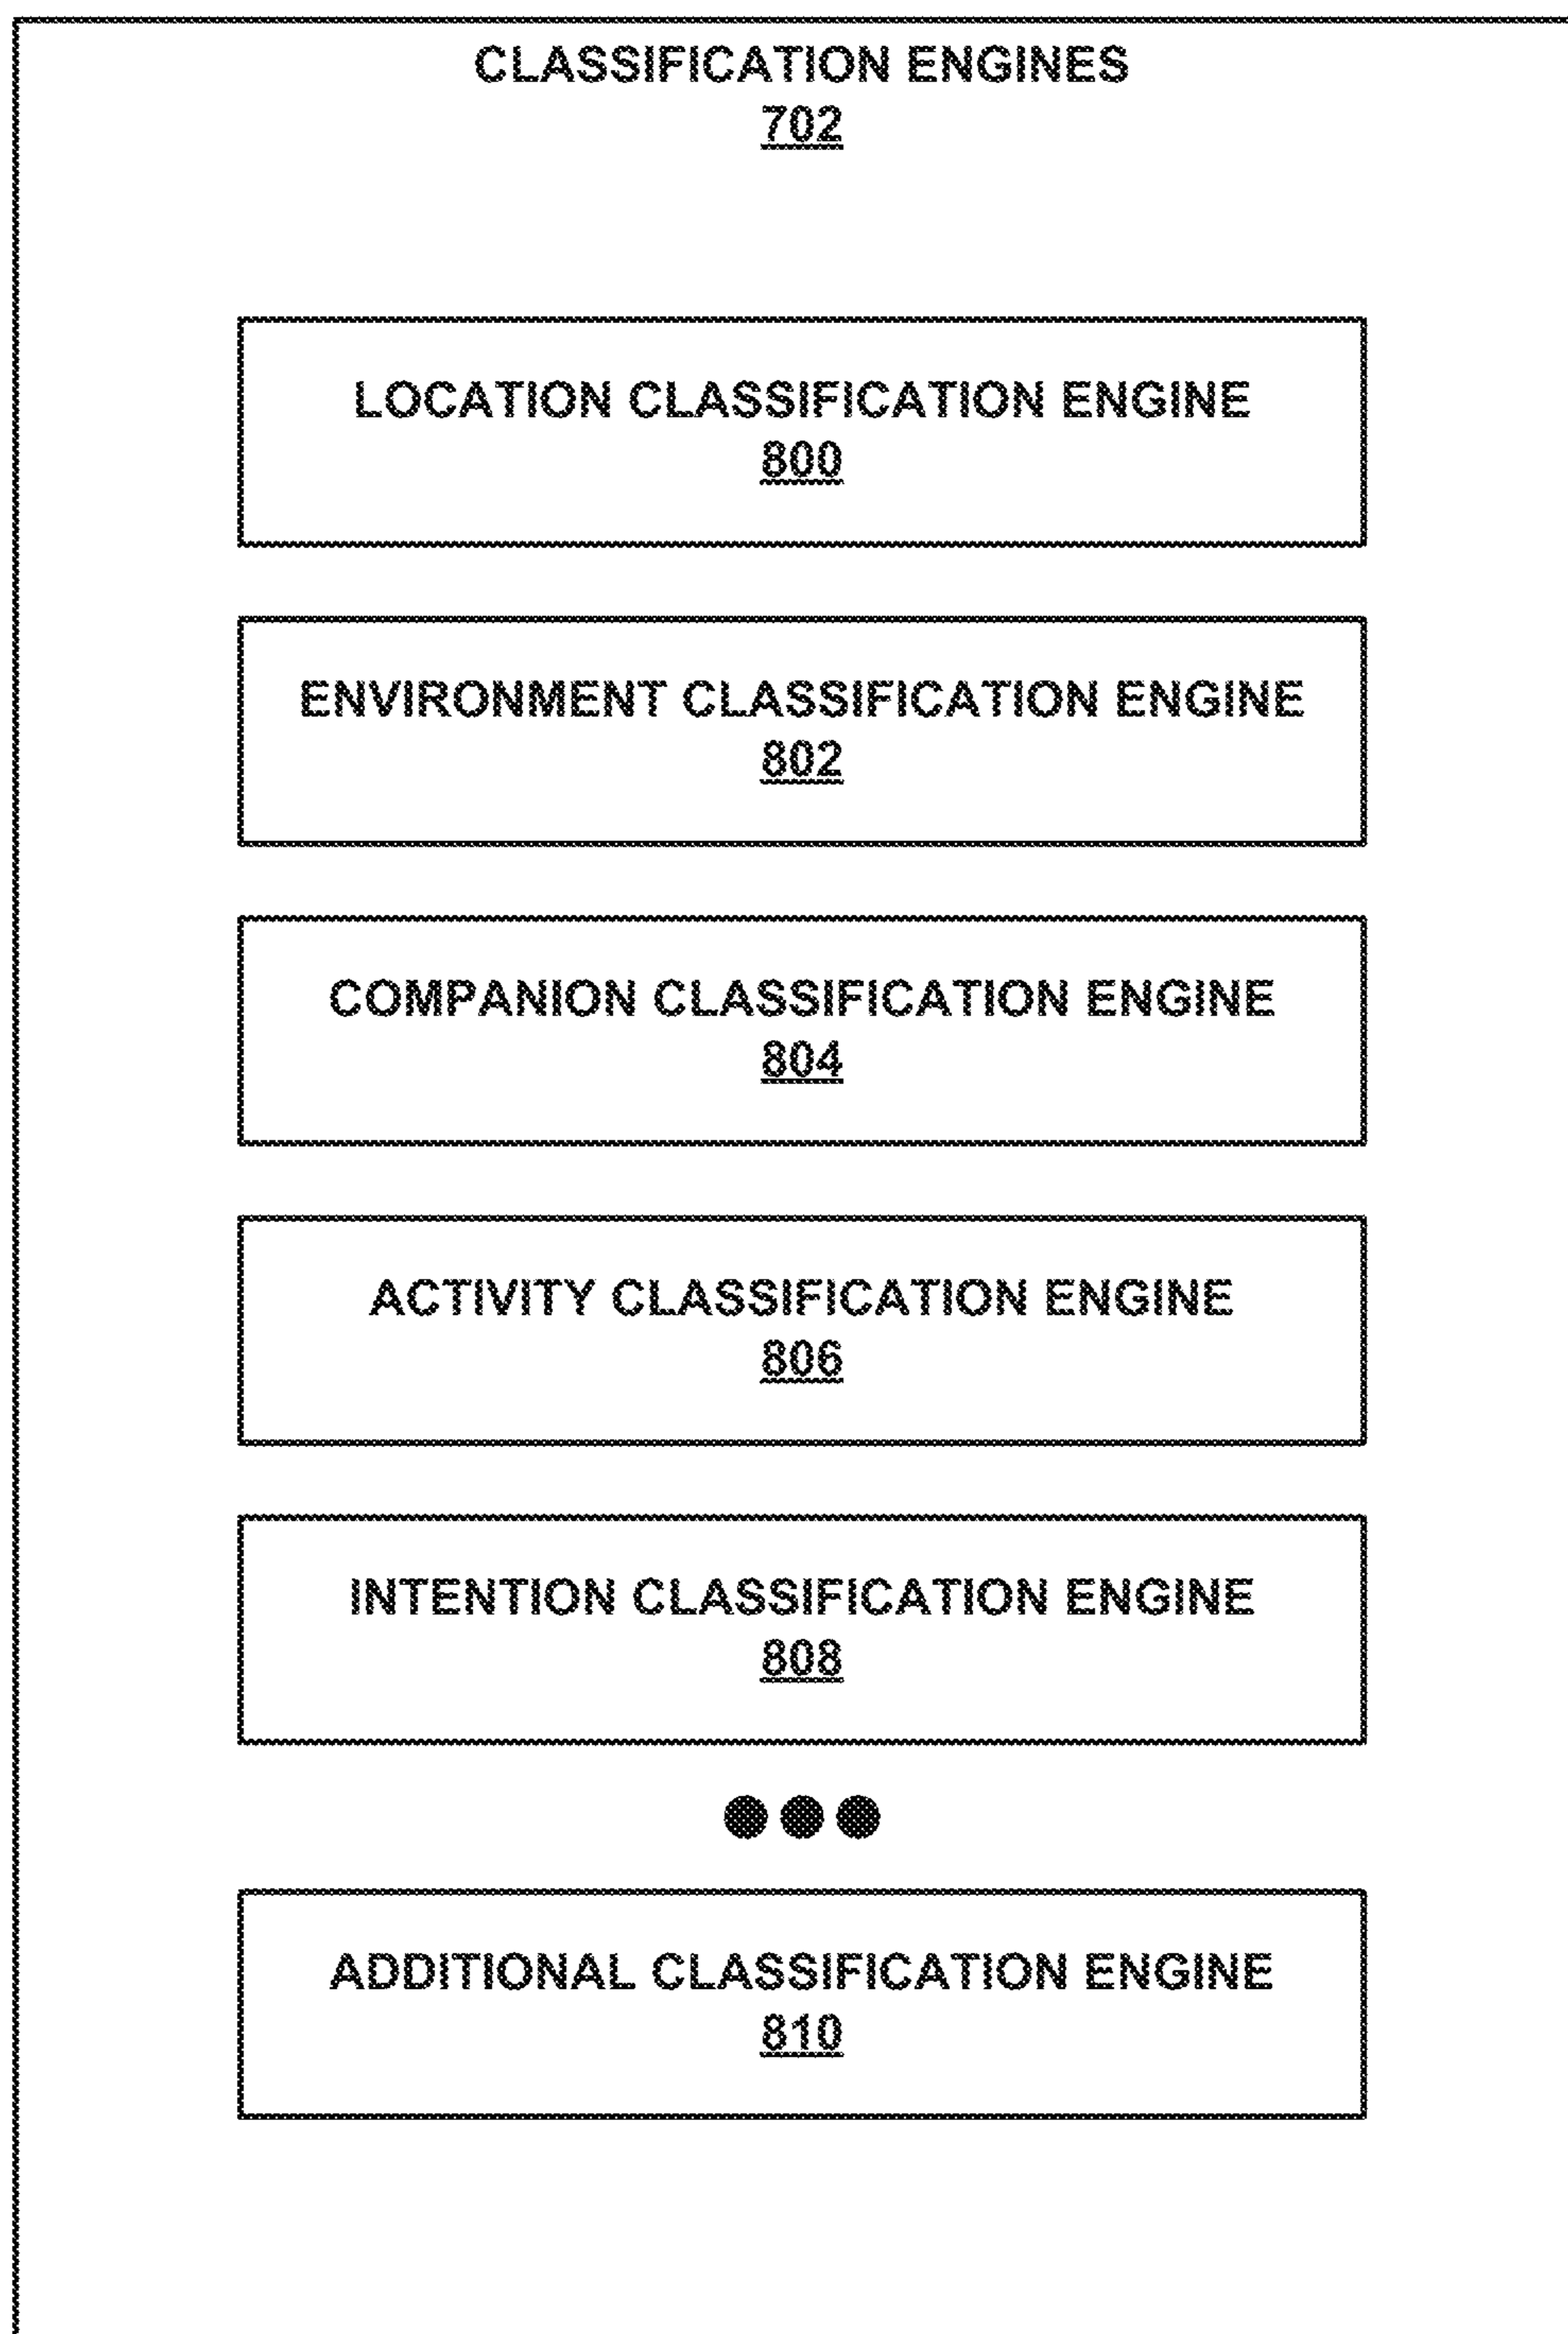 CLASSIFICATION ENGINES
702
LOCATION CLASSIFICATION ENGINE
800
ENVIRONMENT CLASSIFICATION ENGINE
802
COMPANION CLASSIFICATION ENGINE
804
ACTIVITY CLASSIFICATION ENGINE
806
INTENTION CLASSIFICATION ENGINE
808
ADDITIONAL CLASSIFICATION ENGINE
810